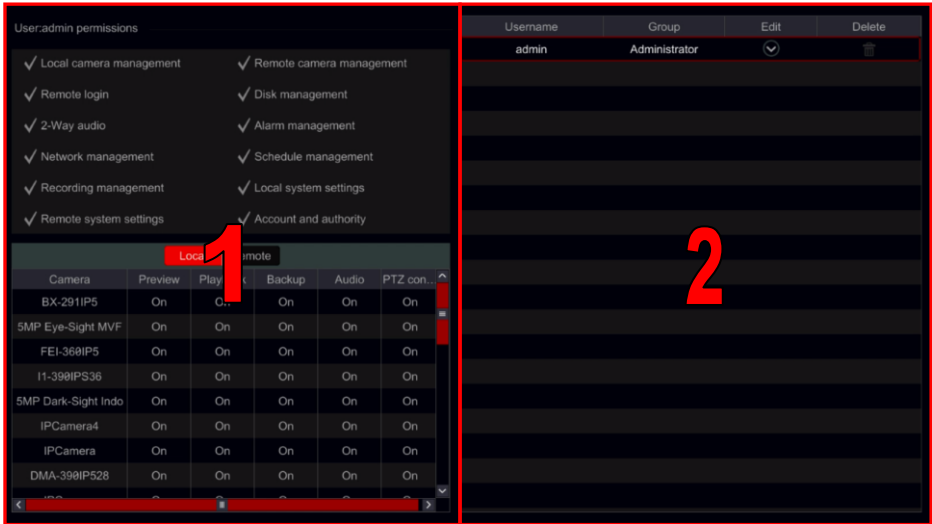 User:admin permissions
Local camera management Remote camera management
Remote login Disk management
2-Way audio Alarm management
Network management Schedule management
Recording management Local system settings
Remote system settings Account and authority
1
Camera Preview Backup Audio PTZ con...
BX-291IP5 On On On On
5MP Eye-Sight MVF On On On On On
FEI-360IP5 On On On On On
I1-390IPS36 On On On On On
5MP Dark-Sight Indo On On On On On
IPCamera4 On On On On On
IPCamera On On On On On
DMA-390IP528 On On On On On
Username Group Edit Delete
admin Administrator
2